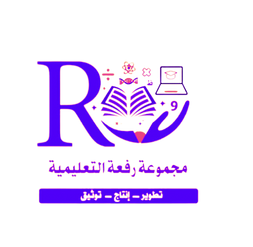 R
مجموعة رفعة التعليمية
تطوير – إنتاج – توثيق